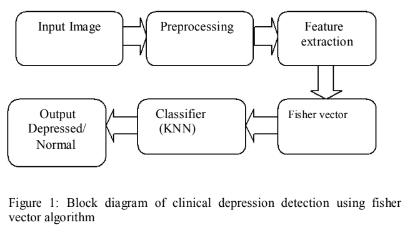 Input Image
Preprocessing
Feature
extraction
Fisher vector
Classifier
(KNN)
Output
Depressed/
Normal
Figure 1: Block diagram of clinical depression detection using fisher
vector algorithm